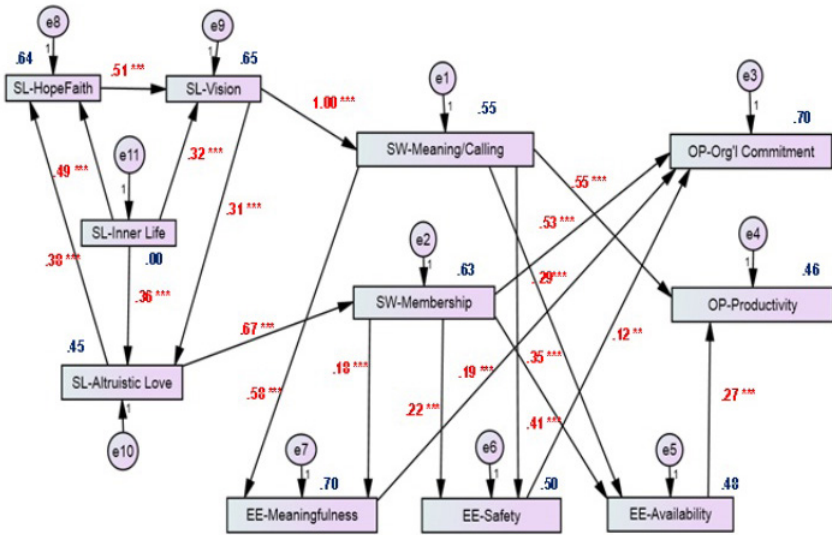 e8
e9
1
1
.64
.65
.51 ***
SL-HopeFaith
SL-Vision
e1
e3
1
1
1.00 ***
.55
.70
SW-Meaning/Calling
OP-Org'l Commitment
e11
1
.49 ***
.32 ***
.31 ***
.55 ***
.53 ***
SL-Inner Life
.00
e2
1
e4
1
.38 ***
.36 ***
.63
.29 ***
.46
SW-Membership
OP-Productivity
.45
.67 ***
.12 **
SL-Altruistic Love
.18 ***
.19 ***
.35 ***
.58 ***
.27 ***
1
.22 ***
.41 ***
e10
e7
e6
e5
1
1
1
.70
.50
.48
EE-Meaningfulness
EE-Safety
EE-Availability